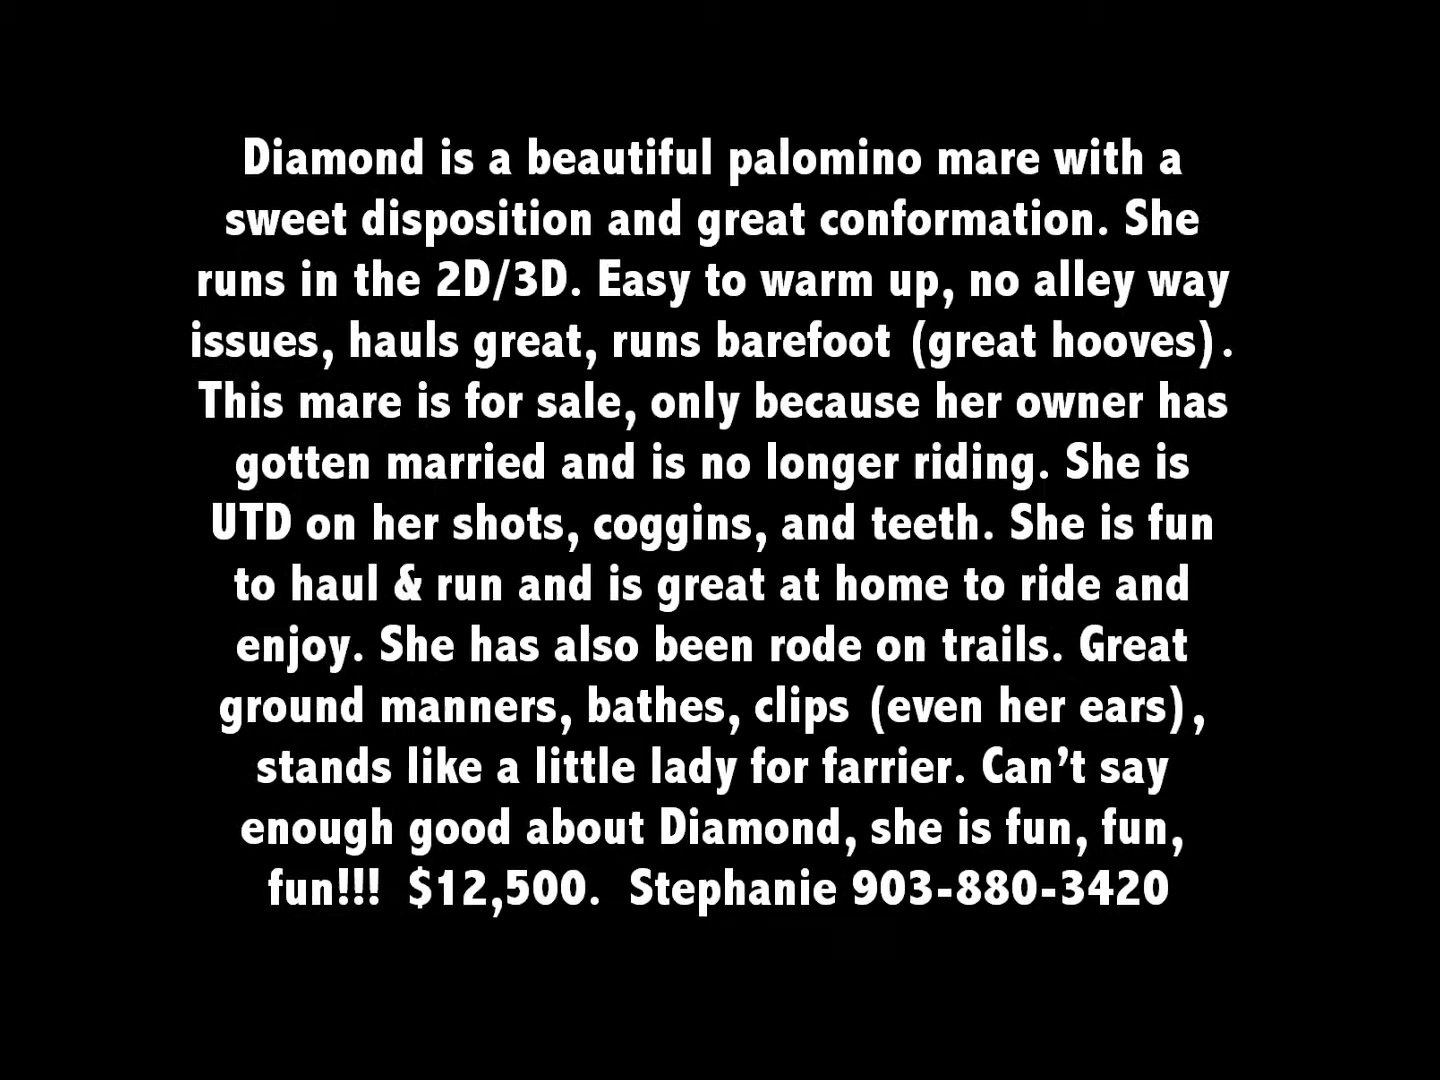 Diamond is a beautiful palomino mare with a
sweet disposition and great conformation. She
runs in the 2D/3D. Easy to warm up, no alley way
issues, hauls great, runs barefoot (great hooves).
This mare is for sale, only because her owner has
gotten married and is no longer riding. She is
UTD on her shots, coggins, and teeth. She is fun
to haul & run and is great at home to ride and
enjoy. She has also been rode on trails. Great
ground manners, bathes, clips (even her ears),
stands like a little lady for farrier. Can’t say
enough good about Diamond, she is fun, fun,
fun!!!  $12,500.  Stephanie 903-880-3420